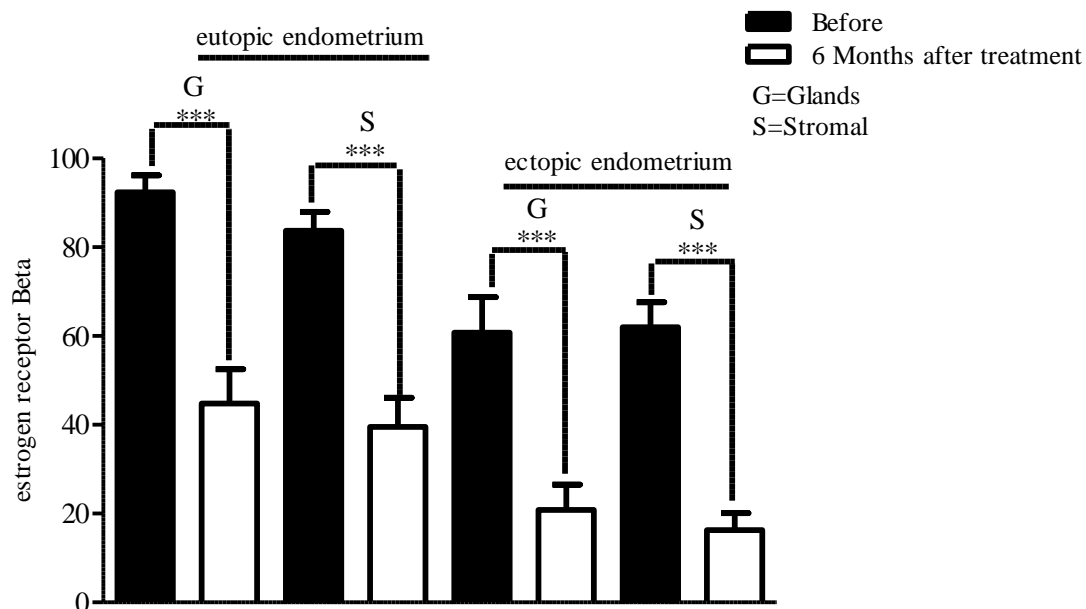 Before
6 Months after treatment
G=Glands
S=Stromal
eutopic endometrium
G
***
S
***
ectopic endometrium
G
***
S
***
estrogen receptor Beta
100
80
60
40
20
0